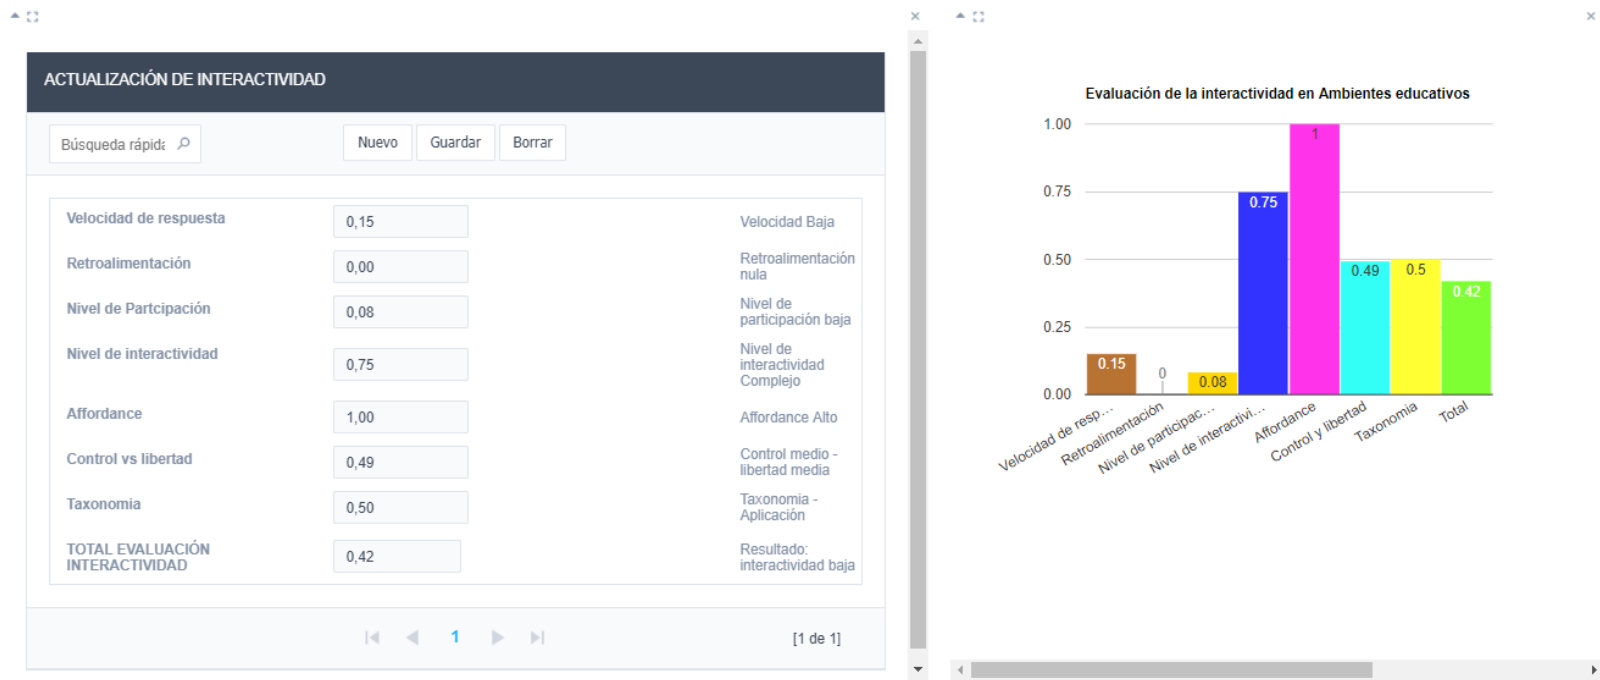 ACTUALIZACIÓN DE INTERACTIVIDAD
Búsqueda rápida
Nuevo
Guardar
Borrar
Velocidad de respuesta
0,15
Velocidad Baja
Retroalimentación
0,00
Retroalimentación
nula
Nivel de Partcipación
0,08
Nivel de
participación baja
Nivel de interactividad
0,75
Nivel de
interactividad
Complejo
Affordance
1,00
Affordance Alto
Control vs libertad
0,49
Control medio -
libertad media
Taxonomia
0,50
Taxonomia -
Aplicación
TOTAL EVALUACIÓN
INTERACTIVIDAD
0,42
Resultado:
interactividad baja
1
[1 de 1]
Evaluación de la interactividad en Ambientes educativos
1.00
0.75
0.50
0.25
0.00
0.15
0
0.08
0.75
1
0.49
0.5
0.42
Velocidad de resp...
Retroalimentación
Nivel de participac...
Nivel de interactivi...
Affordance
Control y libertad
Taxonomia
Total